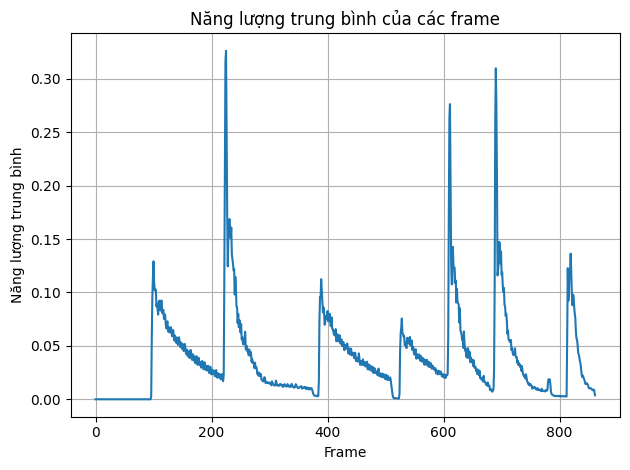 Năng lượng trung bình của các frame
Năng lượng trung bình
0.30
0.25
0.20
0.15
0.10
0.05
0.00
0 200 400 600 800
Frame